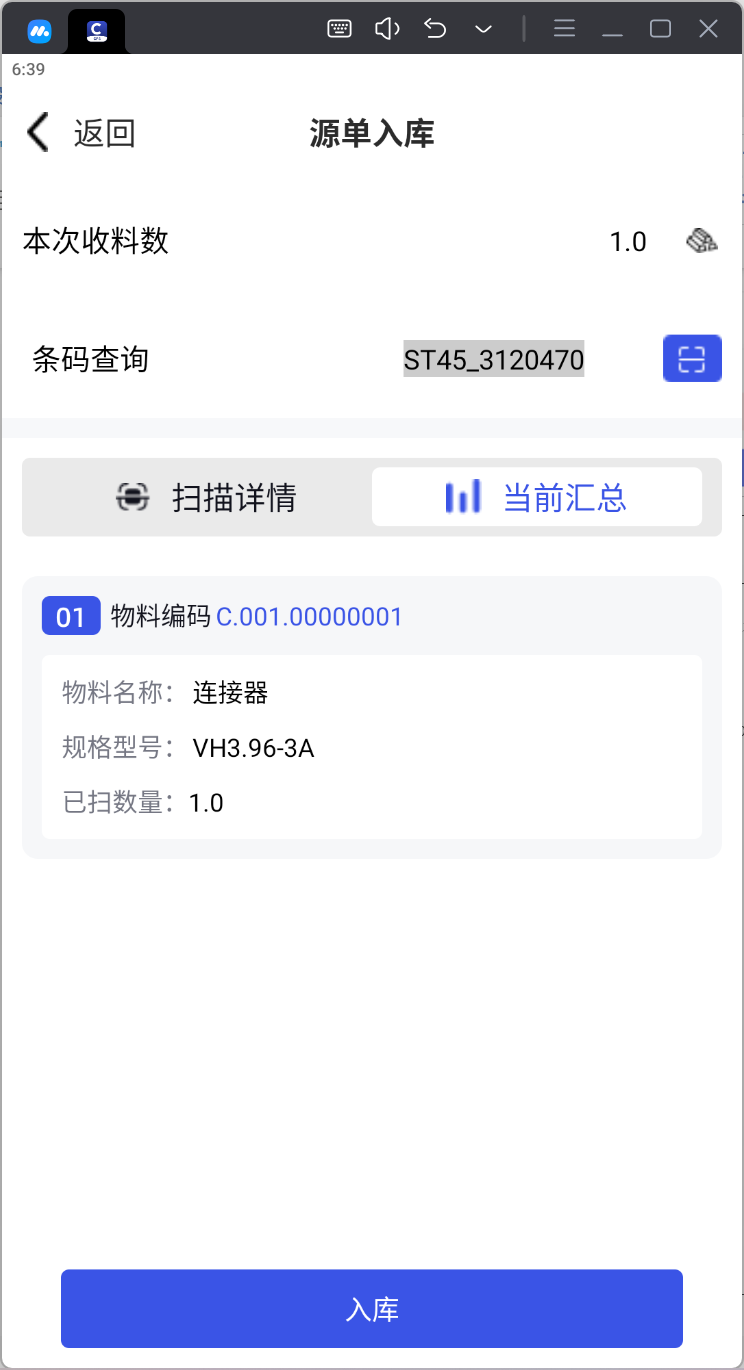 6:39
返回
源单入库
本次收料数 1.0
条码查询 ST45_3120470
扫描详情 当前汇总
01 物料编码 C.001.00000001
物料名称： 连接器
规格型号： VH3.96-3A
已扫数量： 1.0
入库